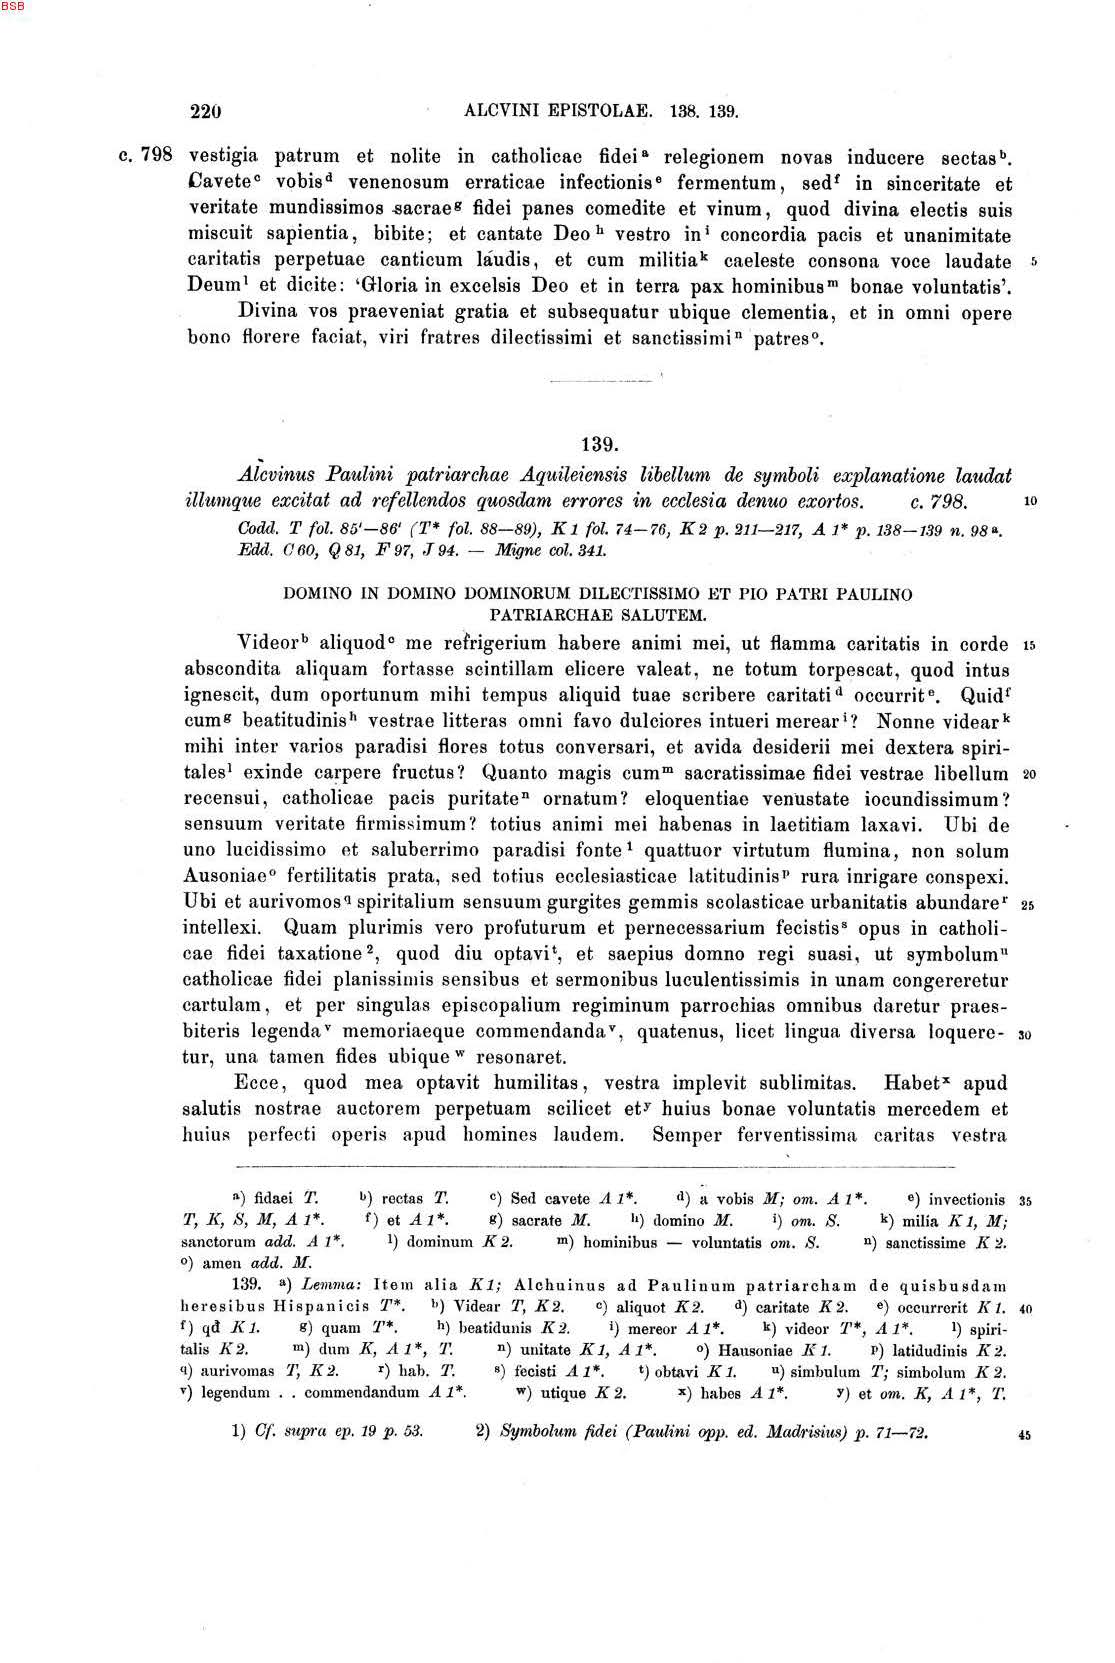 BSB
220 ALCVINI EPISTOLAE. 138. 139.
c. 798 vestigia patrum et nolite in catholicae fidei a relegionem novas inducere sectas b.
Cavete c vobis d venenosum erraticae infectionis e fermentum, sed f in sinceritate et
veritate mundissimos sacrae g fidei panes comedite et vinum, quod divina electis suis
miscuit sapientia, bibite; et cantate Deo h vestro in i concordia pacis et unanimitate
caritatis perpetuae canticum laudis, et cum militia k caeleste consona voce laudate 5
Deum l et dicite: ‘Gloria in excelsis Deo et in terra pax hominibus m bonae voluntatis’.
Divina vos praeveniat gratia et subsequatur ubique clementia, et in omni opere
bono florere faciat, viri fratres dilectissimi et sanctissimi n patres o.
139.
Alcvinus Paulini patriarchae Aquileiensis libellum de symboli explanatione laudat
illumque excitat ad refellendos quosdam errores in ecclesia denuo exortos. c. 798. 10
Codd. T fol. 85'—86' (T* fol. 88—89), K 1 fol. 74—76, K 2 p. 211—217, A 1* p. 138—139 n. 98 a.
Edd. C 60, Q 81, F 97, J 94. — Migne col. 341.
DOMINO IN DOMINO DOMINORUM DILECTISSIMO ET PIO PATRI PAULINO
PATRIARCHAE SALUTEM.
Videor b aliquod c me refrigerium habere animi mei, ut flamma caritatis in corde 15
abscondita aliquam fortasse scintillam elicere valeat, ne totum torpescat, quod intus
ignescit, dum oportunum mihi tempus aliquid tuae scribere caritati d occurrit e. Quid f
cum g beatitudinis h vestrae litteras omni favo dulciores intueri merear i? Nonne videar k
mihi inter varios paradisi flores totus conversari, et avida desiderii mei dextera spiri-
tales l exinde carpere fructus? Quanto magis cum m sacratissimae fidei vestrae libellum 20
recensui, catholicae pacis puritate n ornatum? eloquentiae venustate iocundissimum?
sensuum veritate firmissimum? totius animi mei habenas in laetitiam laxavi. Ubi de
uno lucidissimo et saluberrimo paradisi fonte 1 quattuor virtutum flumina, non solum
Ausoniae o fertilitatis prata, sed totius ecclesiasticae latitudinis p rura inrigare conspexi.
Ubi et aurivomos q spiritalium sensuum gurgites gemmis scolasticae urbanitatis abundare r 25
intellexi. Quam plurimis vero profuturum et pernecessarium fecistis s opus in catholi-
cae fidei taxatione 2, quod diu optavi t, et saepius domno regi suasi, ut symbolum u
catholicae fidei planissimis sensibus et sermonibus luculentissimis in unam congereretur
cartulam, et per singulas episcopalium regiminum parrochias omnibus daretur praes-
biteris legenda v memoriaeque commendanda v, quatenus, licet lingua diversa loquere- 30
tur, una tamen fides ubique w resonaret.
Ecce, quod mea optavit humilitas, vestra implevit sublimitas. Habet x apud
salutis nostrae auctorem perpetuam scilicet et y huius bonae voluntatis mercedem et
huius perfecti operis apud homines laudem. Semper ferventissima caritas vestra
a) fidaei T. b) rectas T. c) Sed cavete A 1*. d) a vobis M; om. A 1*. e) invectionis 35
T, K, S, M, A 1*. f) et A 1*. g) sacrate M. h) domino M. i) om. S. k) milia K 1, M;
sanctorum add. A 1*. l) dominum K 2. m) hominibus — voluntatis om. S. n) sanctissime K 2.
o) amen add. M.
139. a) Lemma: Item alia K 1; Alchuinus ad Paulinum patriarcham de quisbusdam
heresibus Hispanicis T*. b) Videar T, K 2. c) aliquot K 2. d) caritate K 2. e) occurrerit K 1. 40
f) qđ K 1. g) quam T*. h) beatidunis K 2. i) mereor A 1*. k) videor T*, A 1*. l) spiri-
talis K 2. m) dum K, A 1*, T. n) unitate K 1, A 1*. o) Hausoniae K 1. p) latidudinis K 2.
q) aurivomas T, K 2. r) hab. T. s) fecisti A 1*. t) obtavi K 1. u) simbulum T; simbolum K 2.
v) legendum . . commendandum A 1*. w) utique K 2. x) habes A 1*. y) et om. K, A 1*, T.
1) Cf. supra ep. 19 p. 53. 2) Symbolum fidei (Paulini opp. ed. Madrisius) p. 71—72. 45